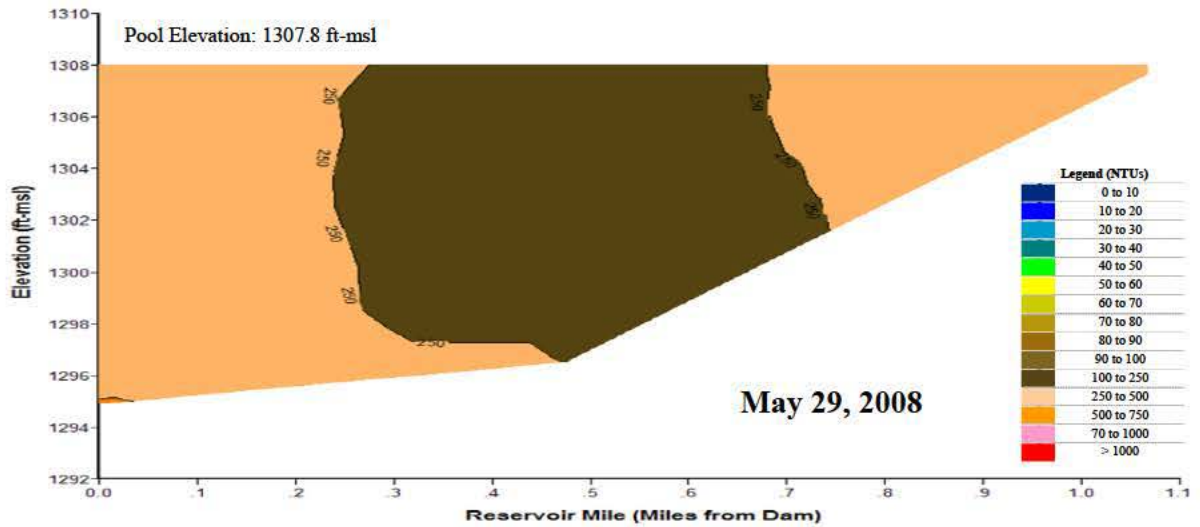 1310
Pool Elevation: 1307.8 ft-msl
1308
1306
1304
1302
1300
1298
1296
1294
1292
Elevation (ft-msl)
250
250
250
250
250
250
250
250
May 29, 2008
Legend (NTUs)
0 to 10
10 to 20
20 to 30
30 to 40
40 to 50
50 to 60
60 to 70
70 to 80
80 to 90
90 to 100
100 to 250
250 to 500
500 to 750
70 to 1000
> 1000
0.0 .1 0.2 .3 .4 .5 .6 .7 .8 .9 1.0 1.1
Reservoir Mile (Miles from Dam)